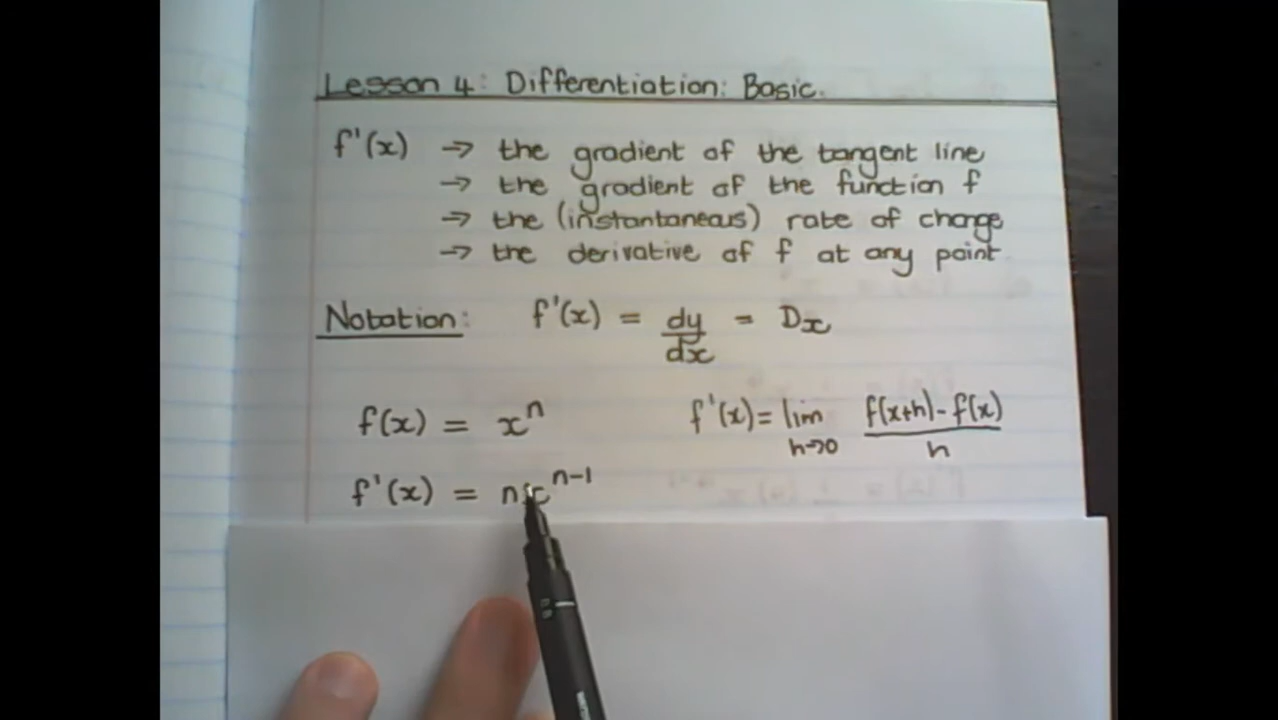 Lesson 4: Differentiation: Basic.
f'(x) → the gradient of the tangent line
→ the gradient of the function f
→ the (instantaneous) rate of change
→ the derivative of f at any point
Notation: f'(x) = dy/dx = Dx
f(x) = x^n f'(x) = lim h→0 f(x+h)-f(x)/h
f'(x) = nx^n-1